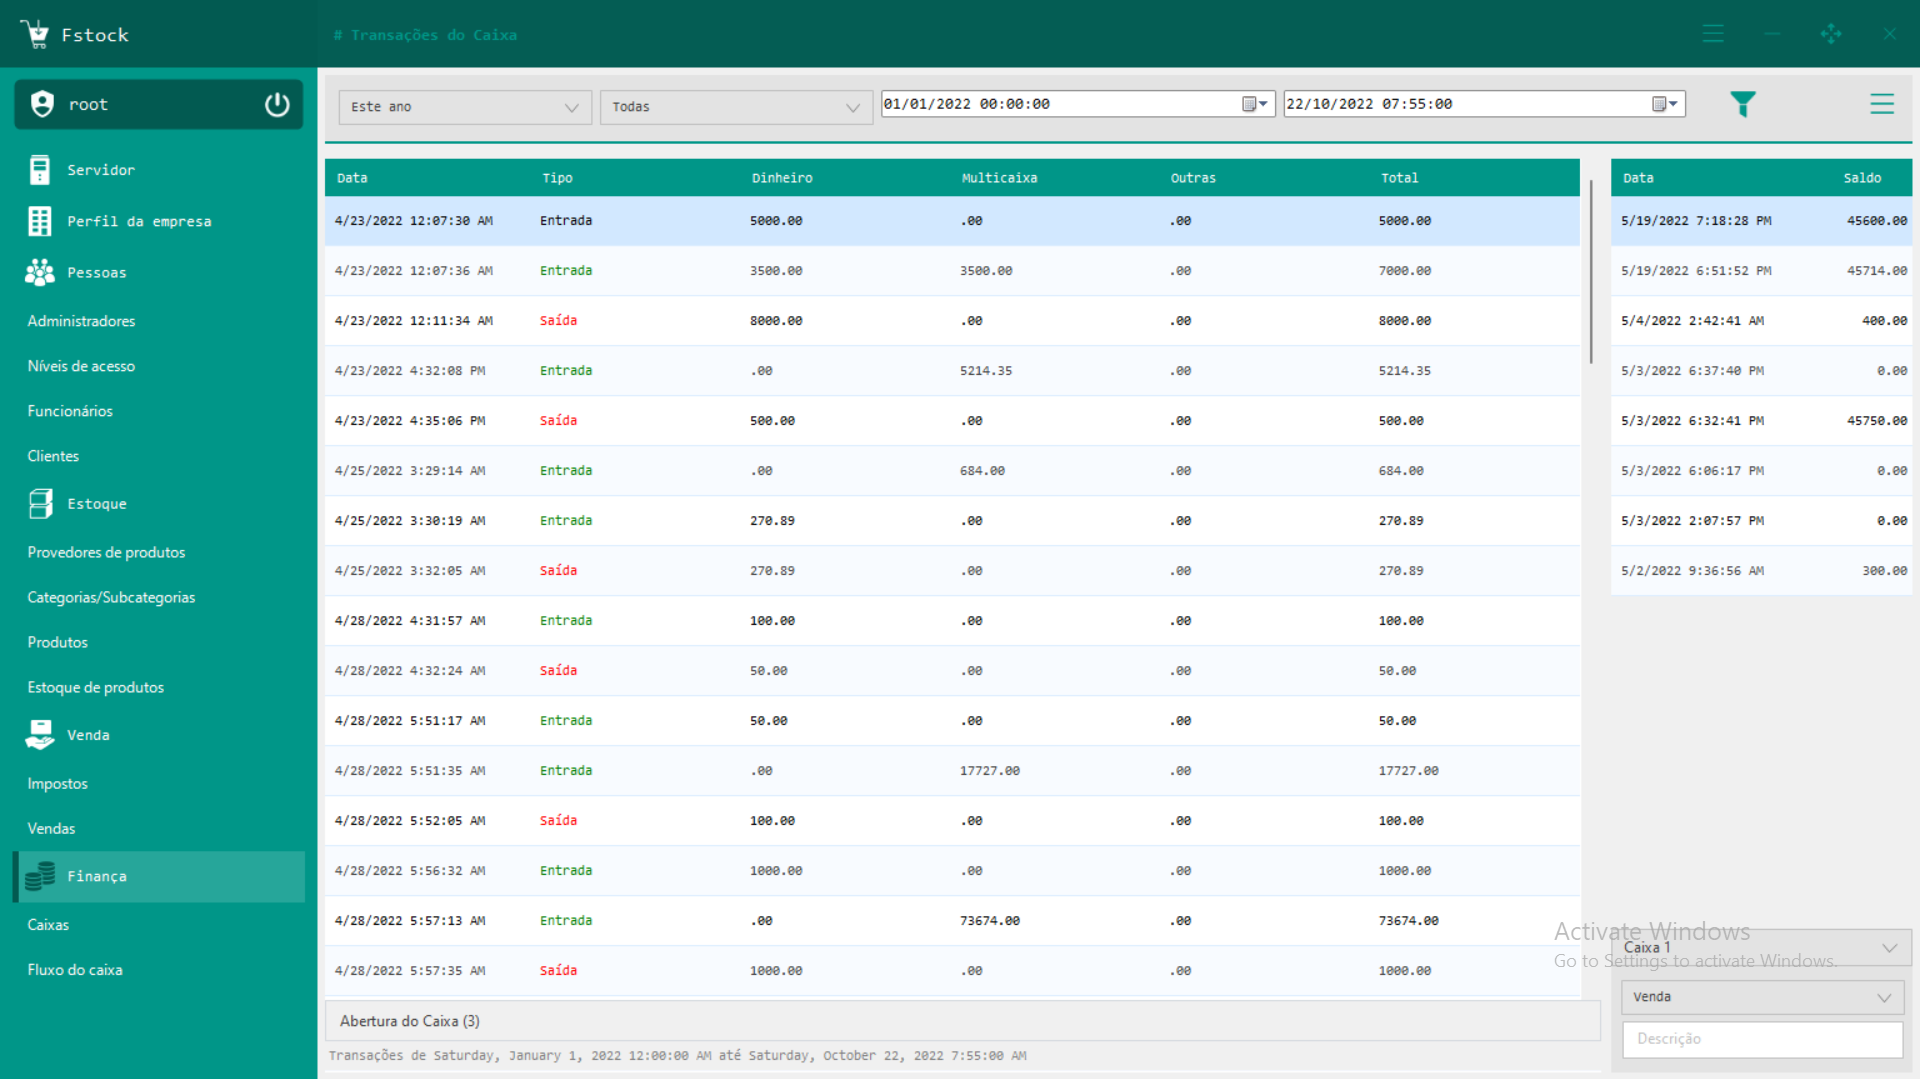 Fstock
# Transações do Caixa
root
Servidor
Perfil da empresa
Pessoas
Administradores
Níveis de acesso
Funcionários
Clientes
Estoque
Provedores de produtos
Categorias/Subcategorias
Produtos
Estoque de produtos
Venda
Impostos
Vendas
Finança
Caixas
Fluxo do caixa
Este ano Todas 01/01/2022 00:00:00 22/10/2022 07:55:00
Data Tipo Dinheiro Multicaixa Outras Total
4/23/2022 12:07:30 AM Entrada 5000.00 .00 .00 5000.00
4/23/2022 12:07:36 AM Entrada 3500.00 3500.00 .00 7000.00
4/23/2022 12:11:34 AM Saída 8000.00 .00 .00 8000.00
4/23/2022 4:32:08 PM Entrada .00 5214.35 .00 5214.35
4/23/2022 4:35:06 PM Saída 500.00 .00 .00 500.00
4/25/2022 3:29:14 AM Entrada .00 684.00 .00 684.00
4/25/2022 3:30:19 AM Entrada 270.89 .00 .00 270.89
4/25/2022 3:32:05 AM Saída 270.89 .00 .00 270.89
4/28/2022 4:31:57 AM Entrada 100.00 .00 .00 100.00
4/28/2022 4:32:24 AM Saída 50.00 .00 .00 50.00
4/28/2022 5:51:17 AM Entrada 50.00 .00 .00 50.00
4/28/2022 5:51:35 AM Entrada .00 17727.00 .00 17727.00
4/28/2022 5:52:05 AM Saída 100.00 .00 .00 100.00
4/28/2022 5:56:32 AM Entrada 1000.00 .00 .00 1000.00
4/28/2022 5:57:13 AM Entrada .00 73674.00 .00 73674.00
4/28/2022 5:57:35 AM Saída 1000.00 .00 .00 1000.00
Abertura do Caixa (3)
Transações de Saturday, January 1, 2022 12:00:00 AM até Saturday, October 22, 2022 7:55:00 AM
Data Saldo
5/19/2022 7:18:28 PM 45600.00
5/19/2022 6:51:52 PM 45714.00
5/4/2022 2:42:41 AM 400.00
5/3/2022 6:37:40 PM 0.00
5/3/2022 6:32:41 PM 45750.00
5/3/2022 6:06:17 PM 0.00
5/3/2022 2:07:57 PM 0.00
5/2/2022 9:36:56 AM 300.00
Activate Windows
Go to Settings to activate Windows.
Caixa 1
Venda
Descrição